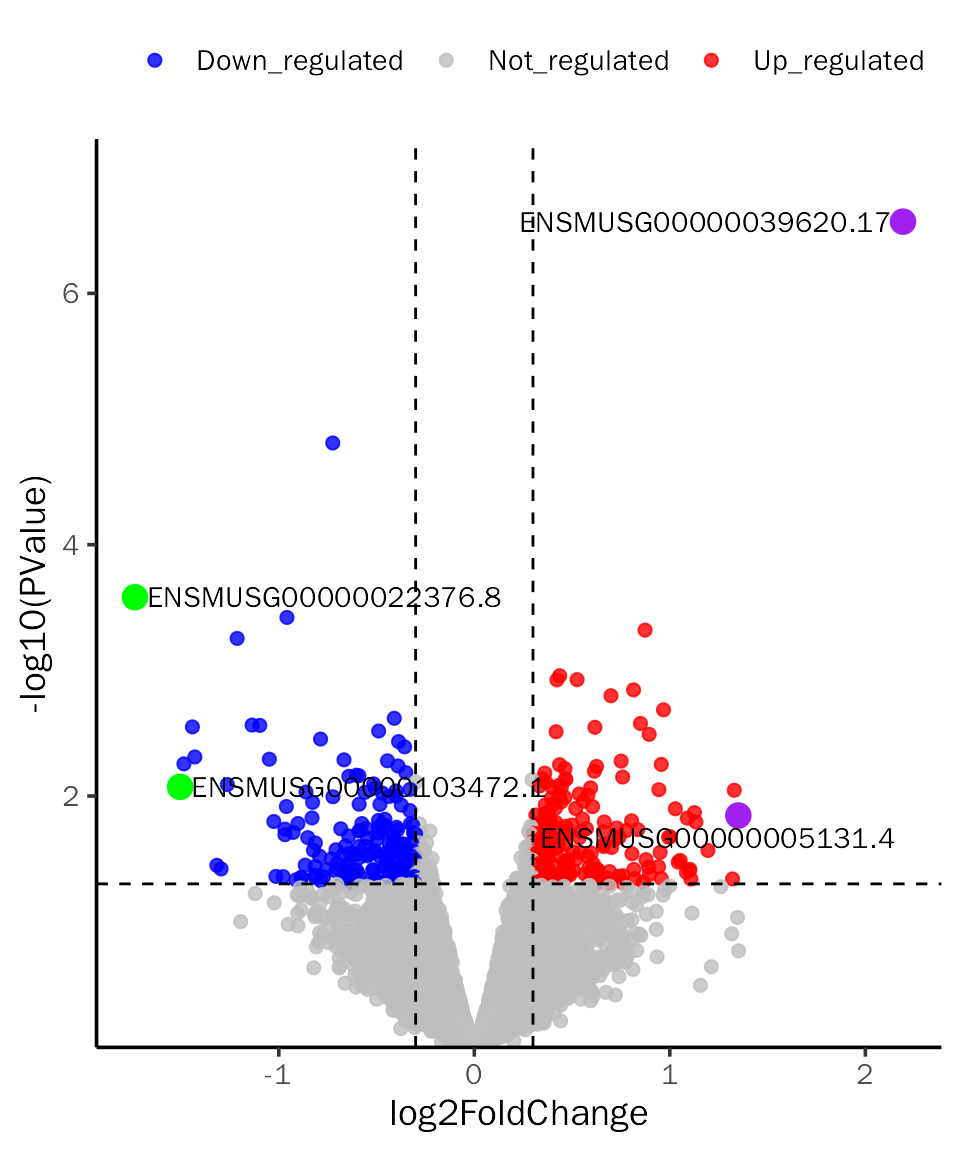 Down_regulated Not_regulated Up_regulated
ENSMUSG00000039620.17
6
4
ENSMUSG00000022376.8
-log10(PValue)
2
ENSMUSG00000103472.1
ENSMUSG00000005131.4
-1 0 1 2
log2FoldChange